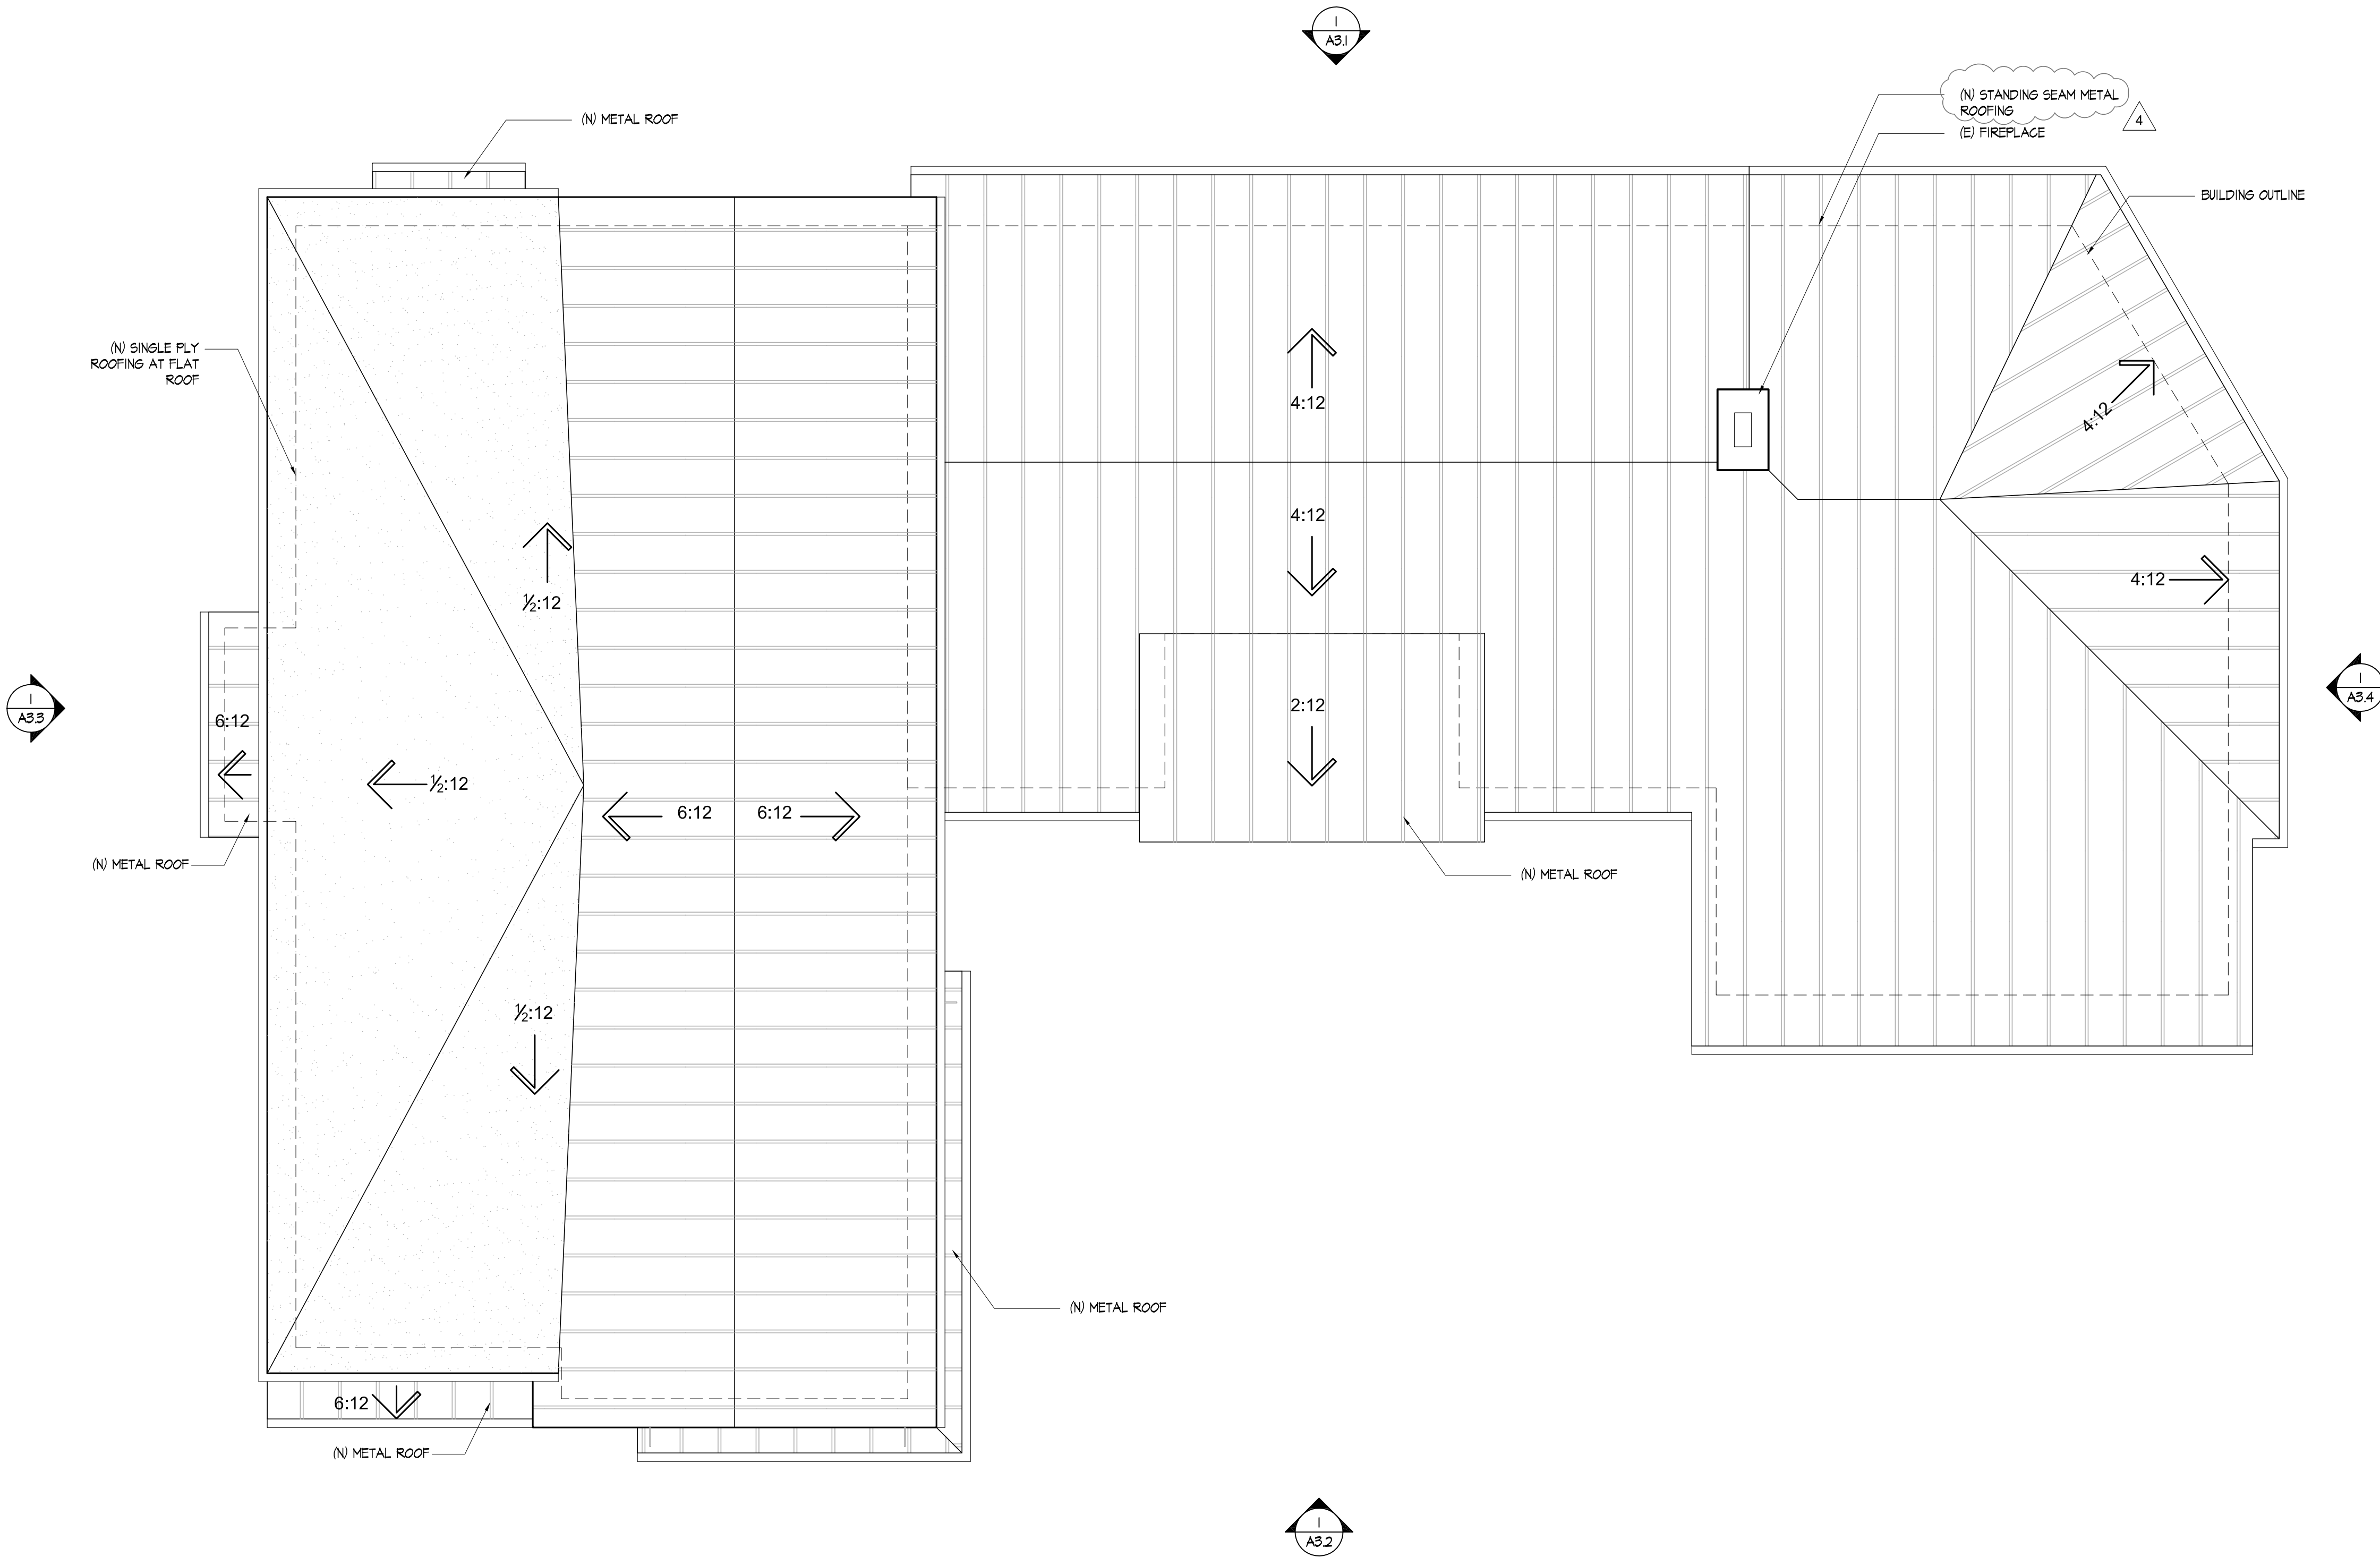 1
A3.1
(N) STANDING SEAM METAL
ROOFING
4
(E) FIREPLACE
(N) METAL ROOF
BUILDING OUTLINE
(N) SINGLE PLY
ROOFING AT FLAT
ROOF
4:12
4:12
4:12
4:12
½:12
2:12
1
A3.3
6:12
½:12
6:12
6:12
1
A3.4
(N) METAL ROOF
(N) METAL ROOF
½:12
(N) METAL ROOF
6:12
(N) METAL ROOF
1
A3.2